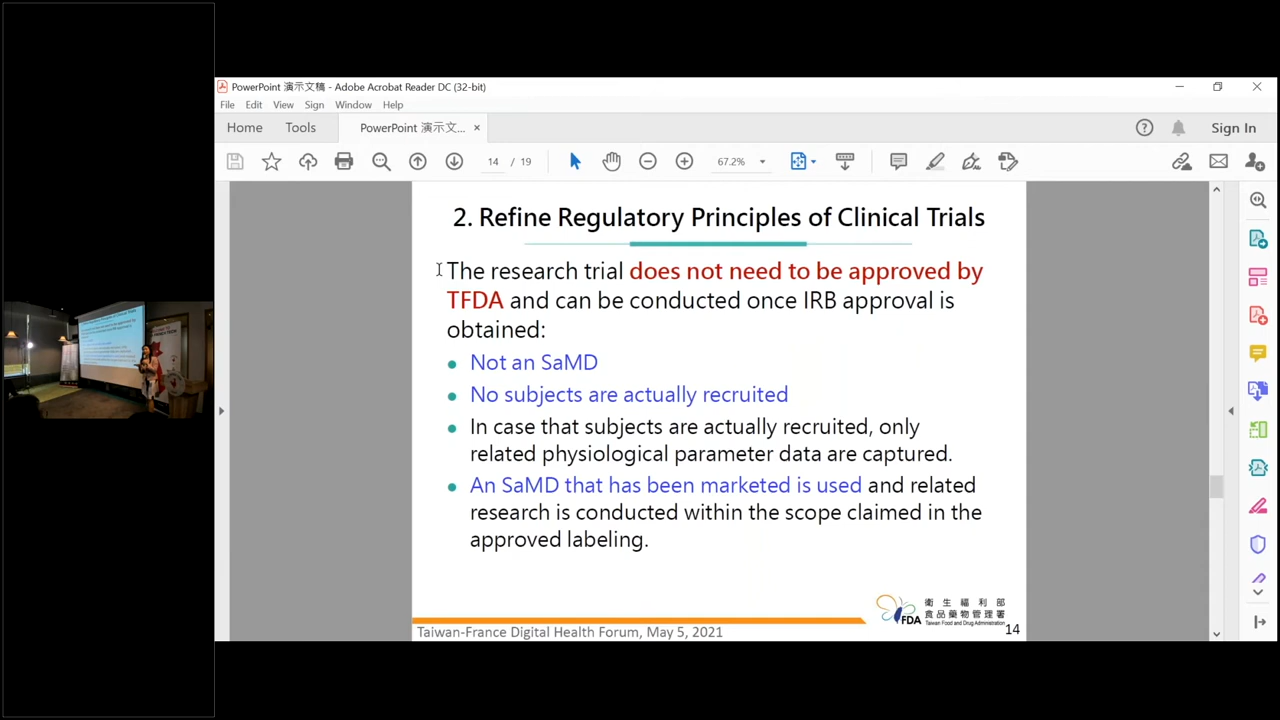 PowerPoint 演示文稿 - Adobe Acrobat Reader DC (32-bit)
File Edit View Sign Window Help
Home Tools PowerPoint 演示文... × Sign In
14 / 19 67.2%
2. Refine Regulatory Principles of Clinical Trials
The research trial does not need to be approved by
TFDA and can be conducted once IRB approval is
obtained:
• Not an SaMD
• No subjects are actually recruited
• In case that subjects are actually recruited, only
related physiological parameter data are captured.
• An SaMD that has been marketed is used and related
research is conducted within the scope claimed in the
approved labeling.
衛生福利部
食品藥物管理署
FDA Taiwan Food and Drug Administration
Taiwan-France Digital Health Forum, May 5, 2021
14